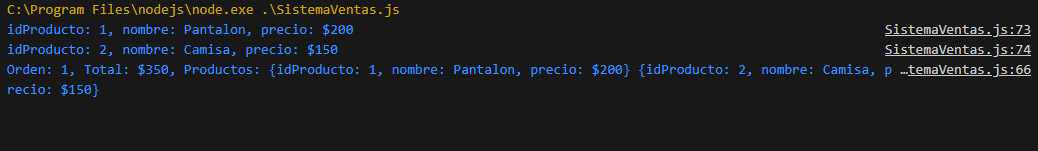 C:\Program Files\nodejs\node.exe .\SistemaVentas.js
idProducto: 1, nombre: Pantalon, precio: $200 SistemaVentas.js:73
idProducto: 2, nombre: Camisa, precio: $150 SistemaVentas.js:74
Orden: 1, Total: $350, Productos: {idProducto: 1, nombre: Pantalon, precio: $200} {idProducto: 2, nombre: Camisa, p …temaVentas.js:66
recio: $150}